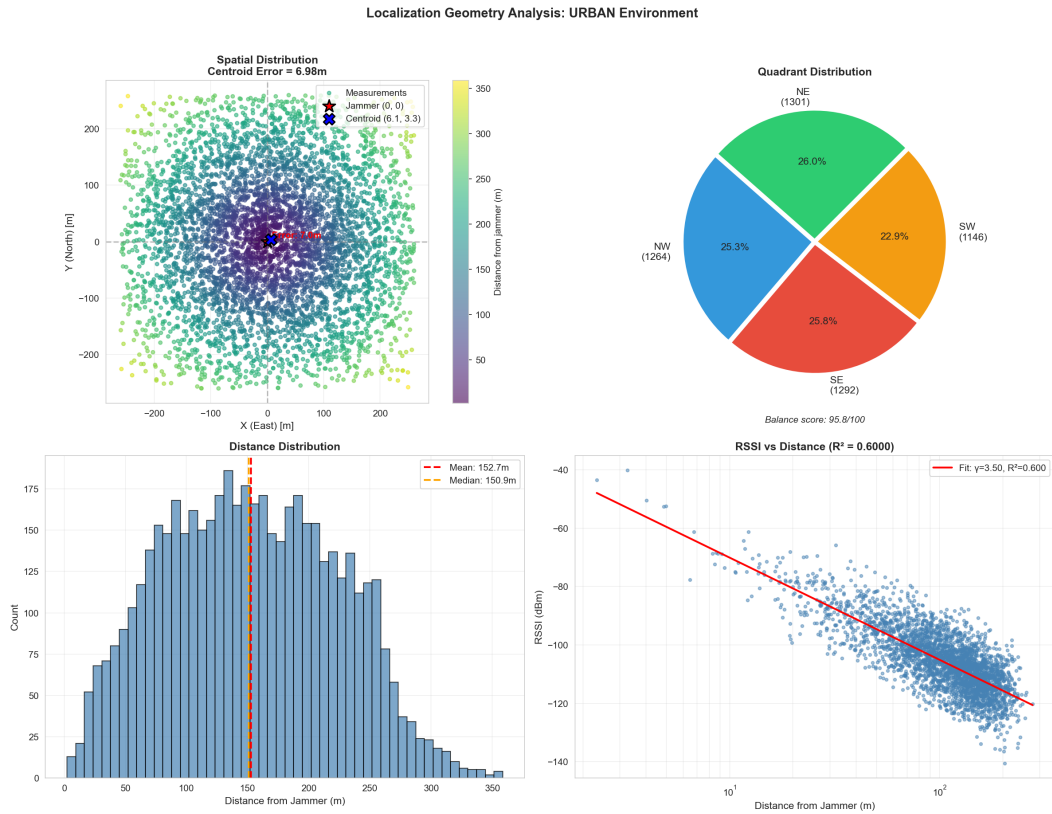 Localization Geometry Analysis: URBAN Environment
Spatial Distribution
Centroid Error = 6.98m
Measurements
Jammer (0, 0)
Centroid (6.1, 3.3)
200
100
0
−100
−200
Y (North) [m]
−200
−100
0
100
200
X (East) [m]
350
300
250
200
150
100
50
Distance from jammer (m)
Quadrant Distribution
NE
(1301)
26.0%
NW
(1264)
25.3%
SW
(1146)
22.9%
25.8%
SE
(1292)
Balance score: 95.8/100
Distance Distribution
Mean: 152.7m
Median: 150.9m
175
150
125
100
75
50
25
0
Count
0
50
100
150
200
250
300
350
Distance from Jammer (m)
RSSI vs Distance (R² = 0.6000)
Fit: γ=3.50, R²=0.600
−40
−60
−80
−100
−120
−140
RSSI (dBm)
10¹
10²
Distance from Jammer (m)